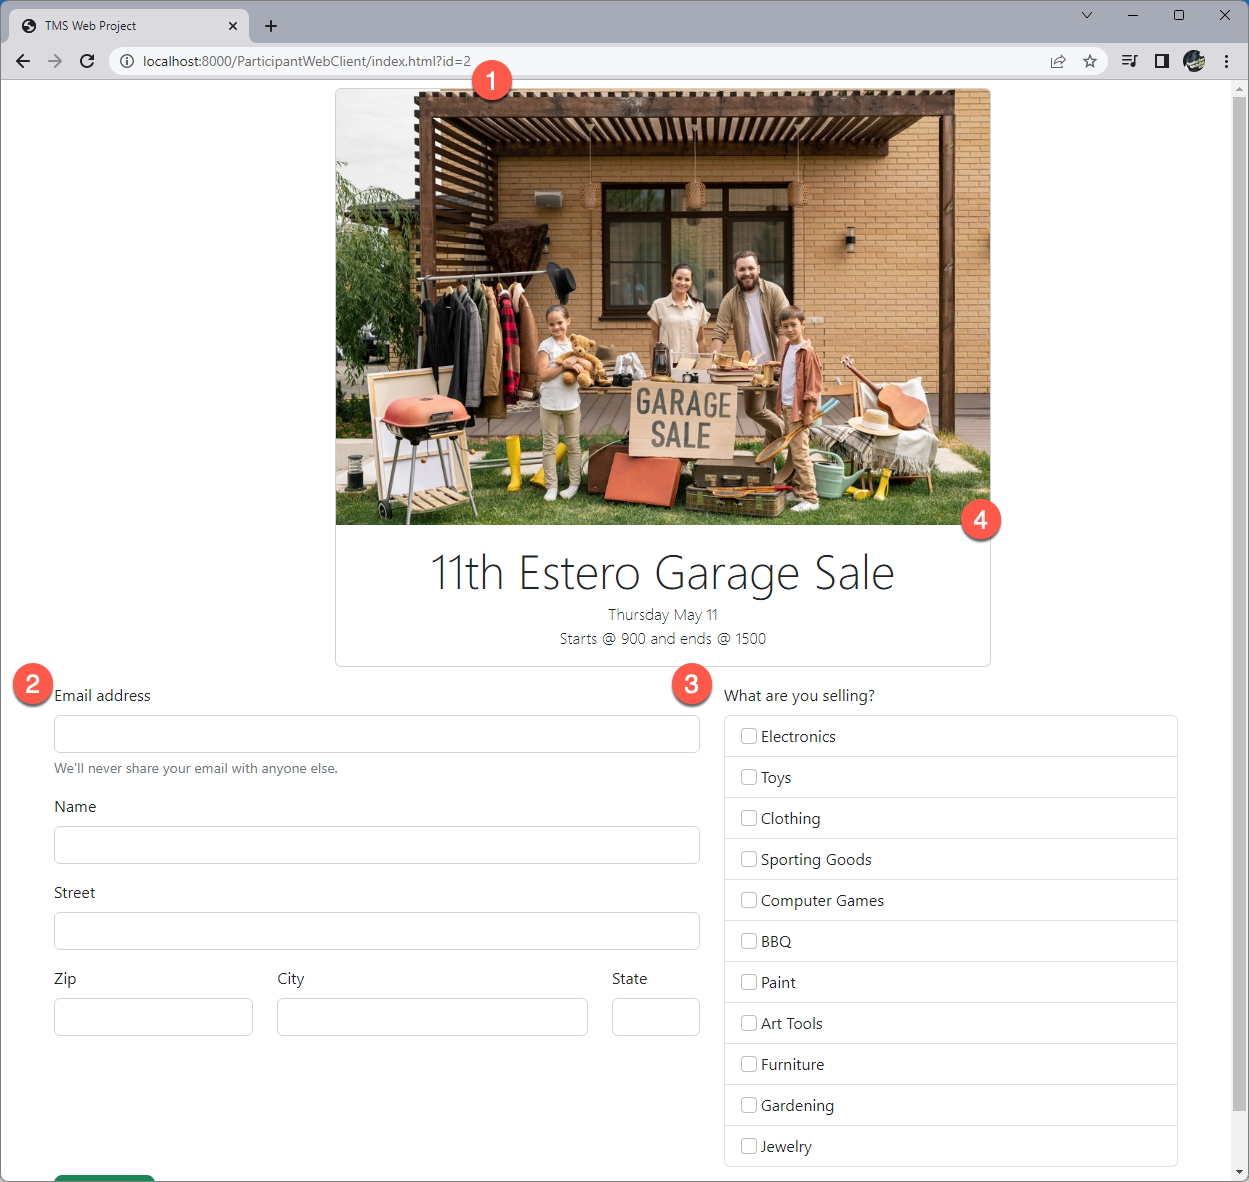 TMS Web Project
localhost:8000/ParticipantWebClient/index.html?id=2
1
GARAGE
SALE
4
11th Estero Garage Sale
Thursday May 11
Starts @ 900 and ends @ 1500
2
Email address
We'll never share your email with anyone else.
Name
Street
Zip City State
3
What are you selling?
Electronics
Toys
Clothing
Sporting Goods
Computer Games
BBQ
Paint
Art Tools
Furniture
Gardening
Jewelry